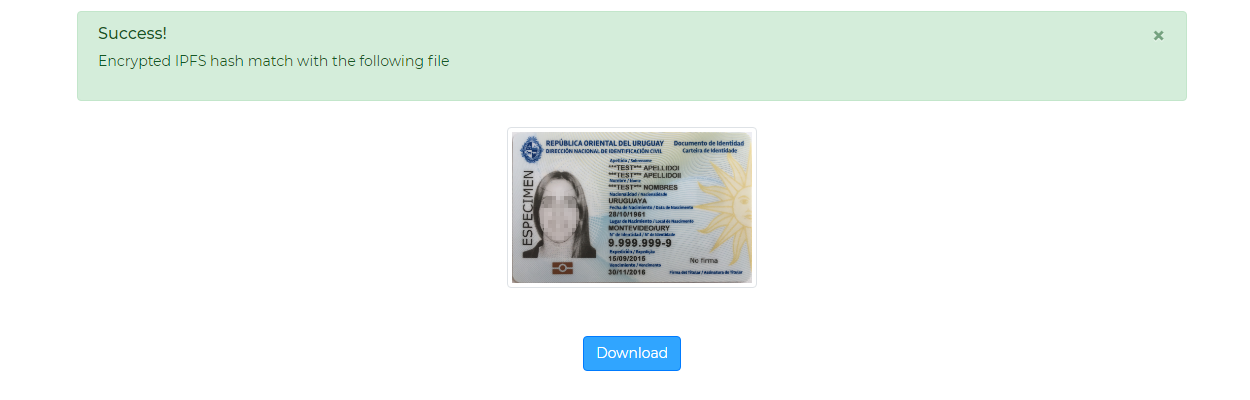 Success!
×
Encrypted IPFS hash match with the following file
REPÚBLICA ORIENTAL DEL URUGUAY
DIRECCIÓN NACIONAL DE IDENTIFICACIÓN CIVIL
Documento de Identidad
Carteira de Identidade
ESPECIMEN
Apellido / Sobrenome
***TEST*** APELLIDOI
***TEST*** APELLIDOII
Nombre / Nome
***TEST*** NOMBRES
Nacionalidad / Nacionalidade
URUGUAYA
Fecha de Nacimiento / Data de Nascimento
28/10/1961
Lugar de Nacimiento / Local de Nascimento
MONTEVIDEO/URY
Nº de Identidad / Nº de Identidade
9.999.999-9
Expedición / Expedição
15/09/2016
Vencimiento / Vencimento
30/11/2016
No firma
Firma del Titular / Assinatura do Titular
Download